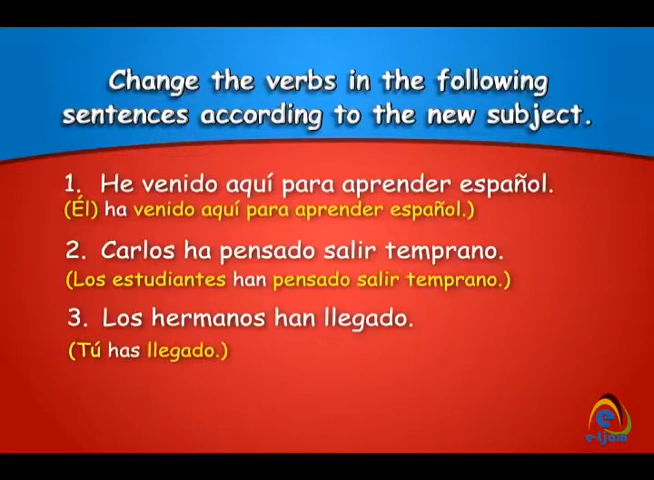 Change the verbs in the following
sentences according to the new subject.
1. He venido aquí para aprender español.
(Él) ha venido aquí para aprender español.)
2. Carlos ha pensado salir temprano.
(Los estudiantes han pensado salir temprano.)
3. Los hermanos han llegado.
(Tú has llegado.)
e
e-ijam